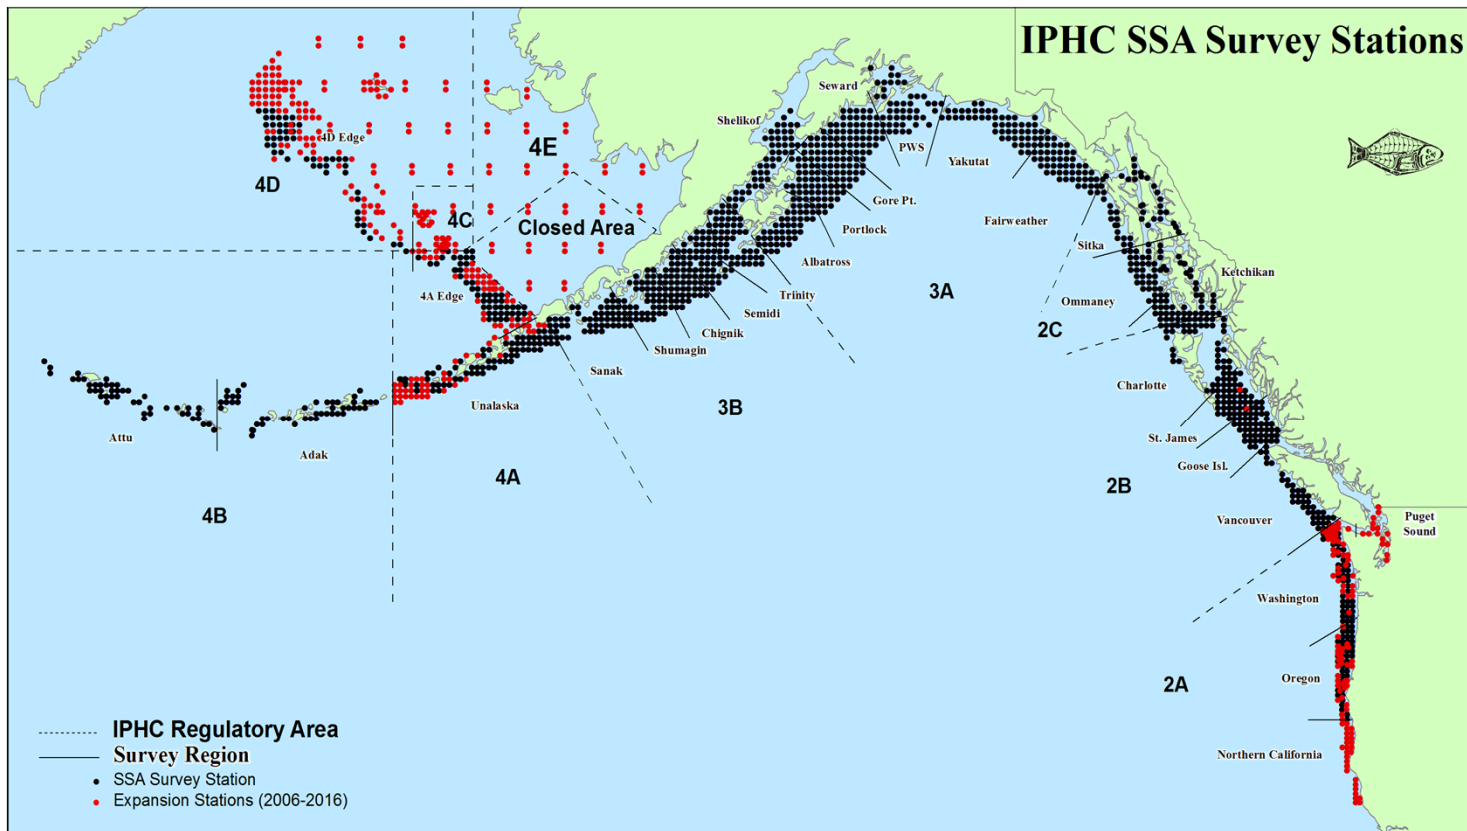 IPHC SSA Survey Stations
Seward
Shelikof
4D Edge
4E
PWS
Yakutat
4D
Gore Pt.
4C
Closed Area
Fairweather
Portlock
Sitka
Albatross
Ketchikan
4A Edge
Trinity
3A
Semidi
Ommaney
Chignik
2C
Shumagin
Sanak
Charlotte
Unalaska
3B
Attu
St. James
Adak
Goose Isl.
4A
2B
4B
Vancouver
Puget
Sound
Washington
2A
Oregon
IPHC Regulatory Area
Survey Region
Northern California
SSA Survey Station
Expansion Stations (2006-2016)